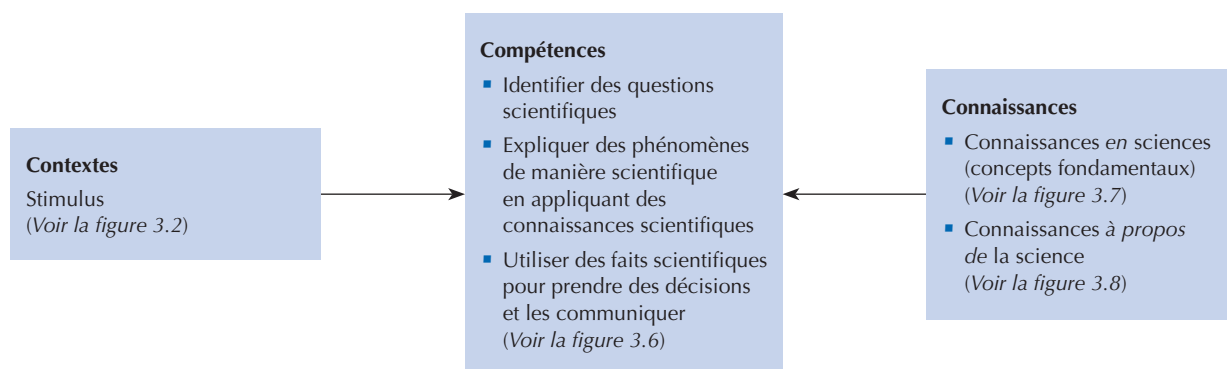 Contextes
Stimulus
(Voir la figure 3.2)
Compétences
Identifier des questions
scientifiques
Expliquer des phénomènes
de manière scientifique
en appliquant des
connaissances scientifiques
Utiliser des faits scientifiques
pour prendre des décisions
et les communiquer
(Voir la figure 3.6)
Connaissances
Connaissances en sciences
(concepts fondamentaux)
(Voir la figure 3.7)
Connaissances à propos
de la science
(Voir la figure 3.8)